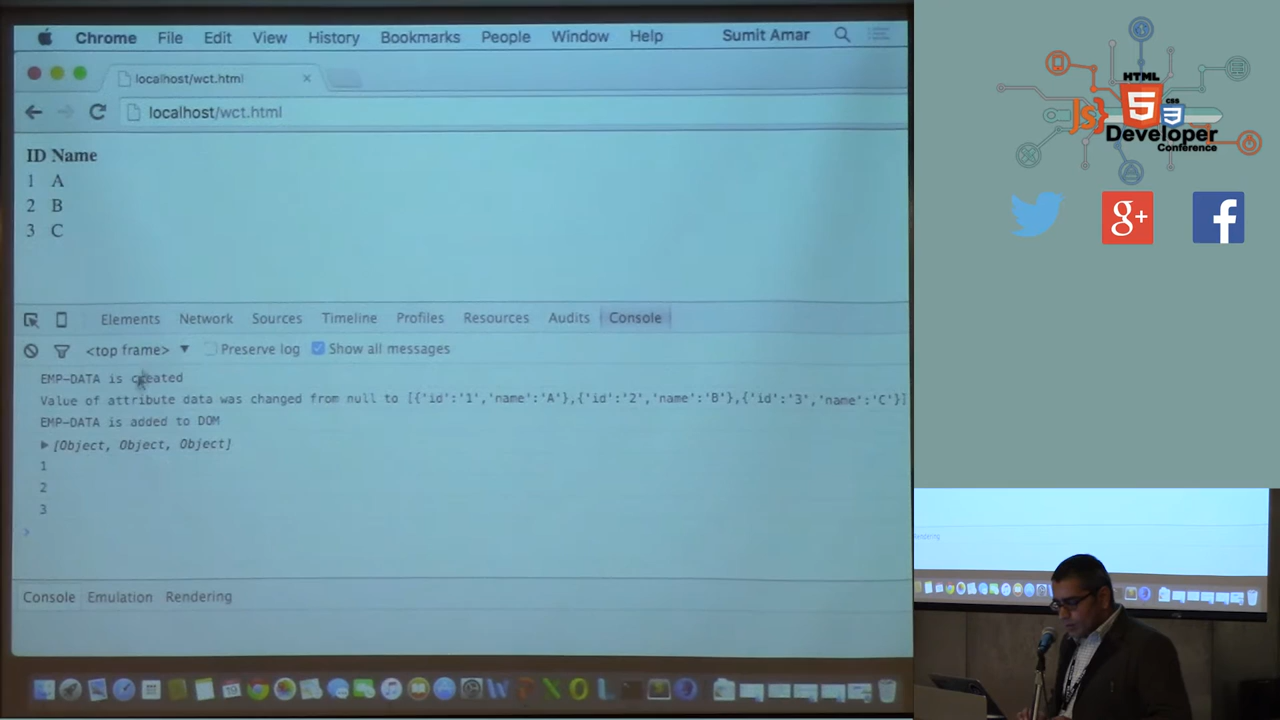 Chrome File Edit View History Bookmarks People Window Help Sumit Amar
localhost/wct.html
localhost/wct.html
ID Name
1 A
2 B
3 C
Elements Network Sources Timeline Profiles Resources Audits Console
<top frame> Preserve log Show all messages
EMP-DATA is created
Value of attribute data was changed from null to [{'id':'1','name':'A'},{'id':'2','name':'B'},{'id':'3','name':'C'}]
EMP-DATA is added to DOM
[Object, Object, Object]
1
2
3
Console Emulation Rendering
HTML
5
CSS
3
JS}
Developer
Conference
g+
f